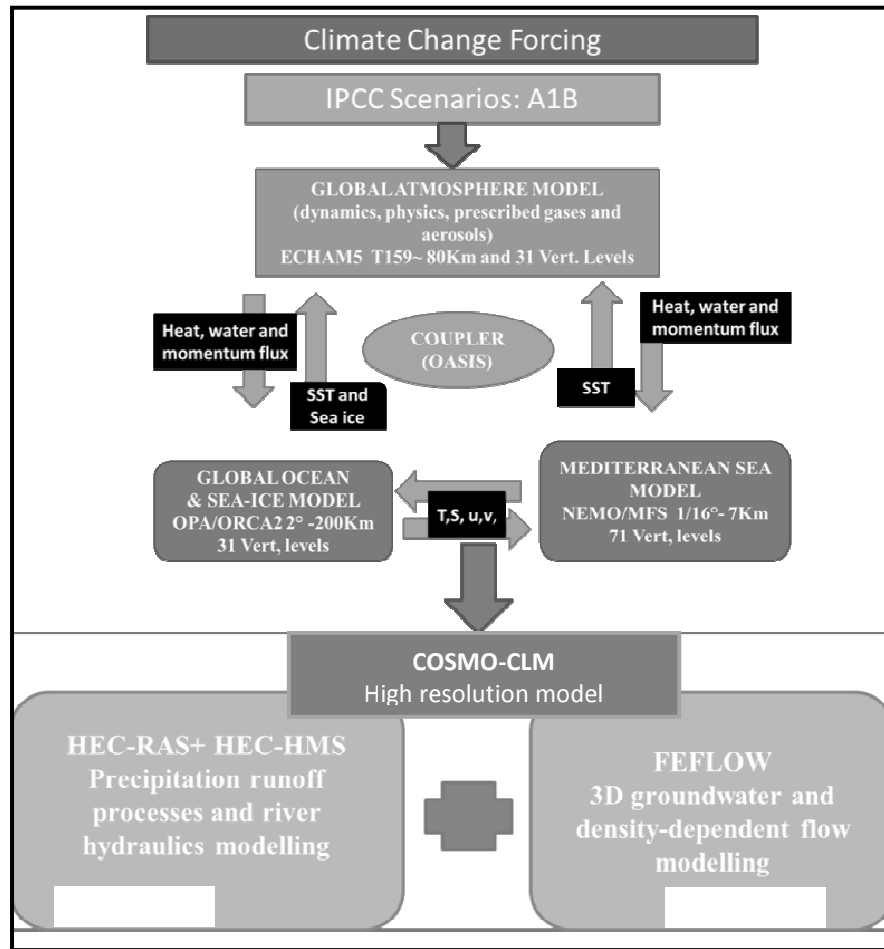 Climate Change Forcing
IPCC Scenarios: A1B
GLOBALATMOSPHERE MODEL
(dynamics, physics, prescribed gases and
aerosols)
ECHAM5 T159~ 80Km and 31 Vert. Levels
Heat, water and
momentum flux
SST and
Sea ice
COUPLER
(OASIS)
SST
Heat, water and
momentum flux
GLOBAL OCEAN
& SEA-ICE MODEL
OPA/ORCA2 2° -200Km
31 Vert, levels
T,S, u,v,
MEDITERRANEAN SEA
MODEL
NEMO/MFS 1/16°- 7Km
71 Vert, levels
COSMO-CLM
High resolution model
HEC-RAS+ HEC-HMS
Precipitation runoff
processes and river
hydraulics modelling
FEFLOW
3D groundwater and
density-dependent flow
modelling